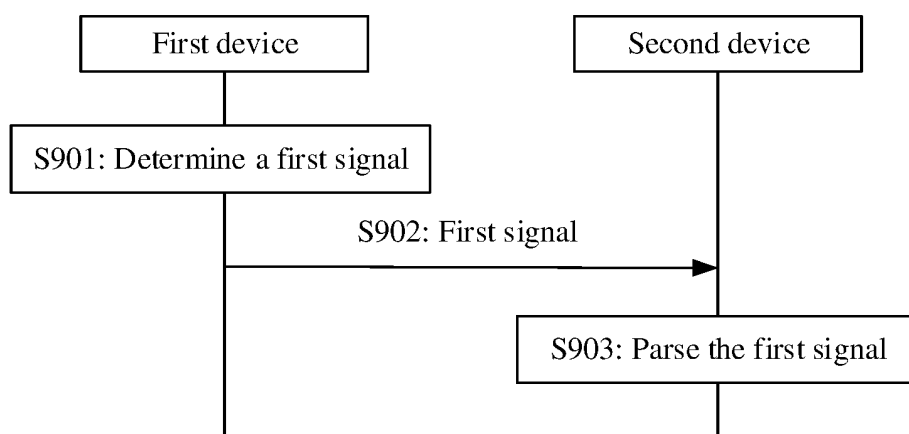 First device
Second device
S901: Determine a first signal
S902: First signal
S903: Parse the first signal